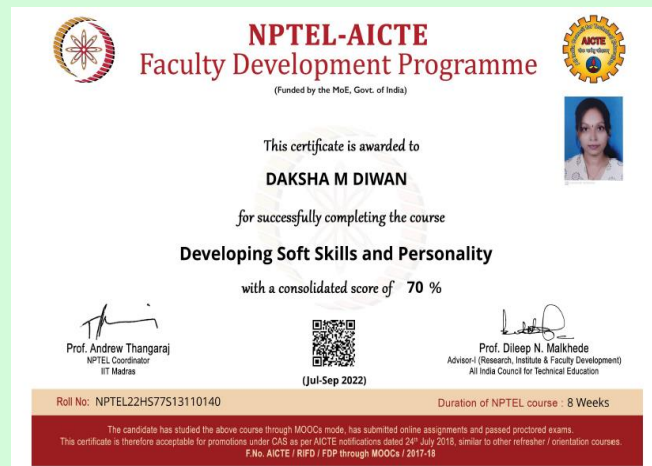 NPTEL-AICTE
AICTE
Faculty Development Programme
(Funded by the MoE, Govt. of India)
This certificate is awarded to
DAKSHA M DIWAN
for successfully completing the course
Developing Soft Skills and Personality
with a consolidated score of 70 %
Prof. Andrew Thangaraj
NPTEL Coordinator
IIT Madras
(Jul-Sep 2022)
Prof. Dileep N. Malkhede
Advisor-I (Research, Institute & Faculty Development)
All India Council for Technical Education
Roll No: NPTEL22HS77S13110140
Duration of NPTEL course : 8 Weeks
The candidate has studied the above course through MOOCs mode, has submitted online assignments and passed proctored exams.
This certificate is therefore acceptable for promotions under CAS as per AICTE notifications dated 24th July 2018, similar to other refresher / orientation courses.
F.No. AICTE / RIFD / FDP through MOOCs / 2017-18